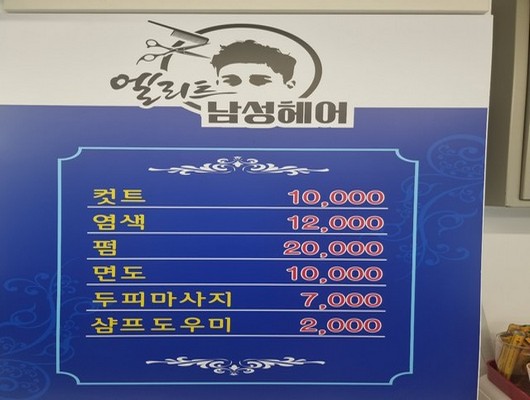 엘리트
남성헤어
컷트 10,000
염색 12,000
펌 20,000
면도 10,000
두피마사지 7,000
샴프도우미 2,000